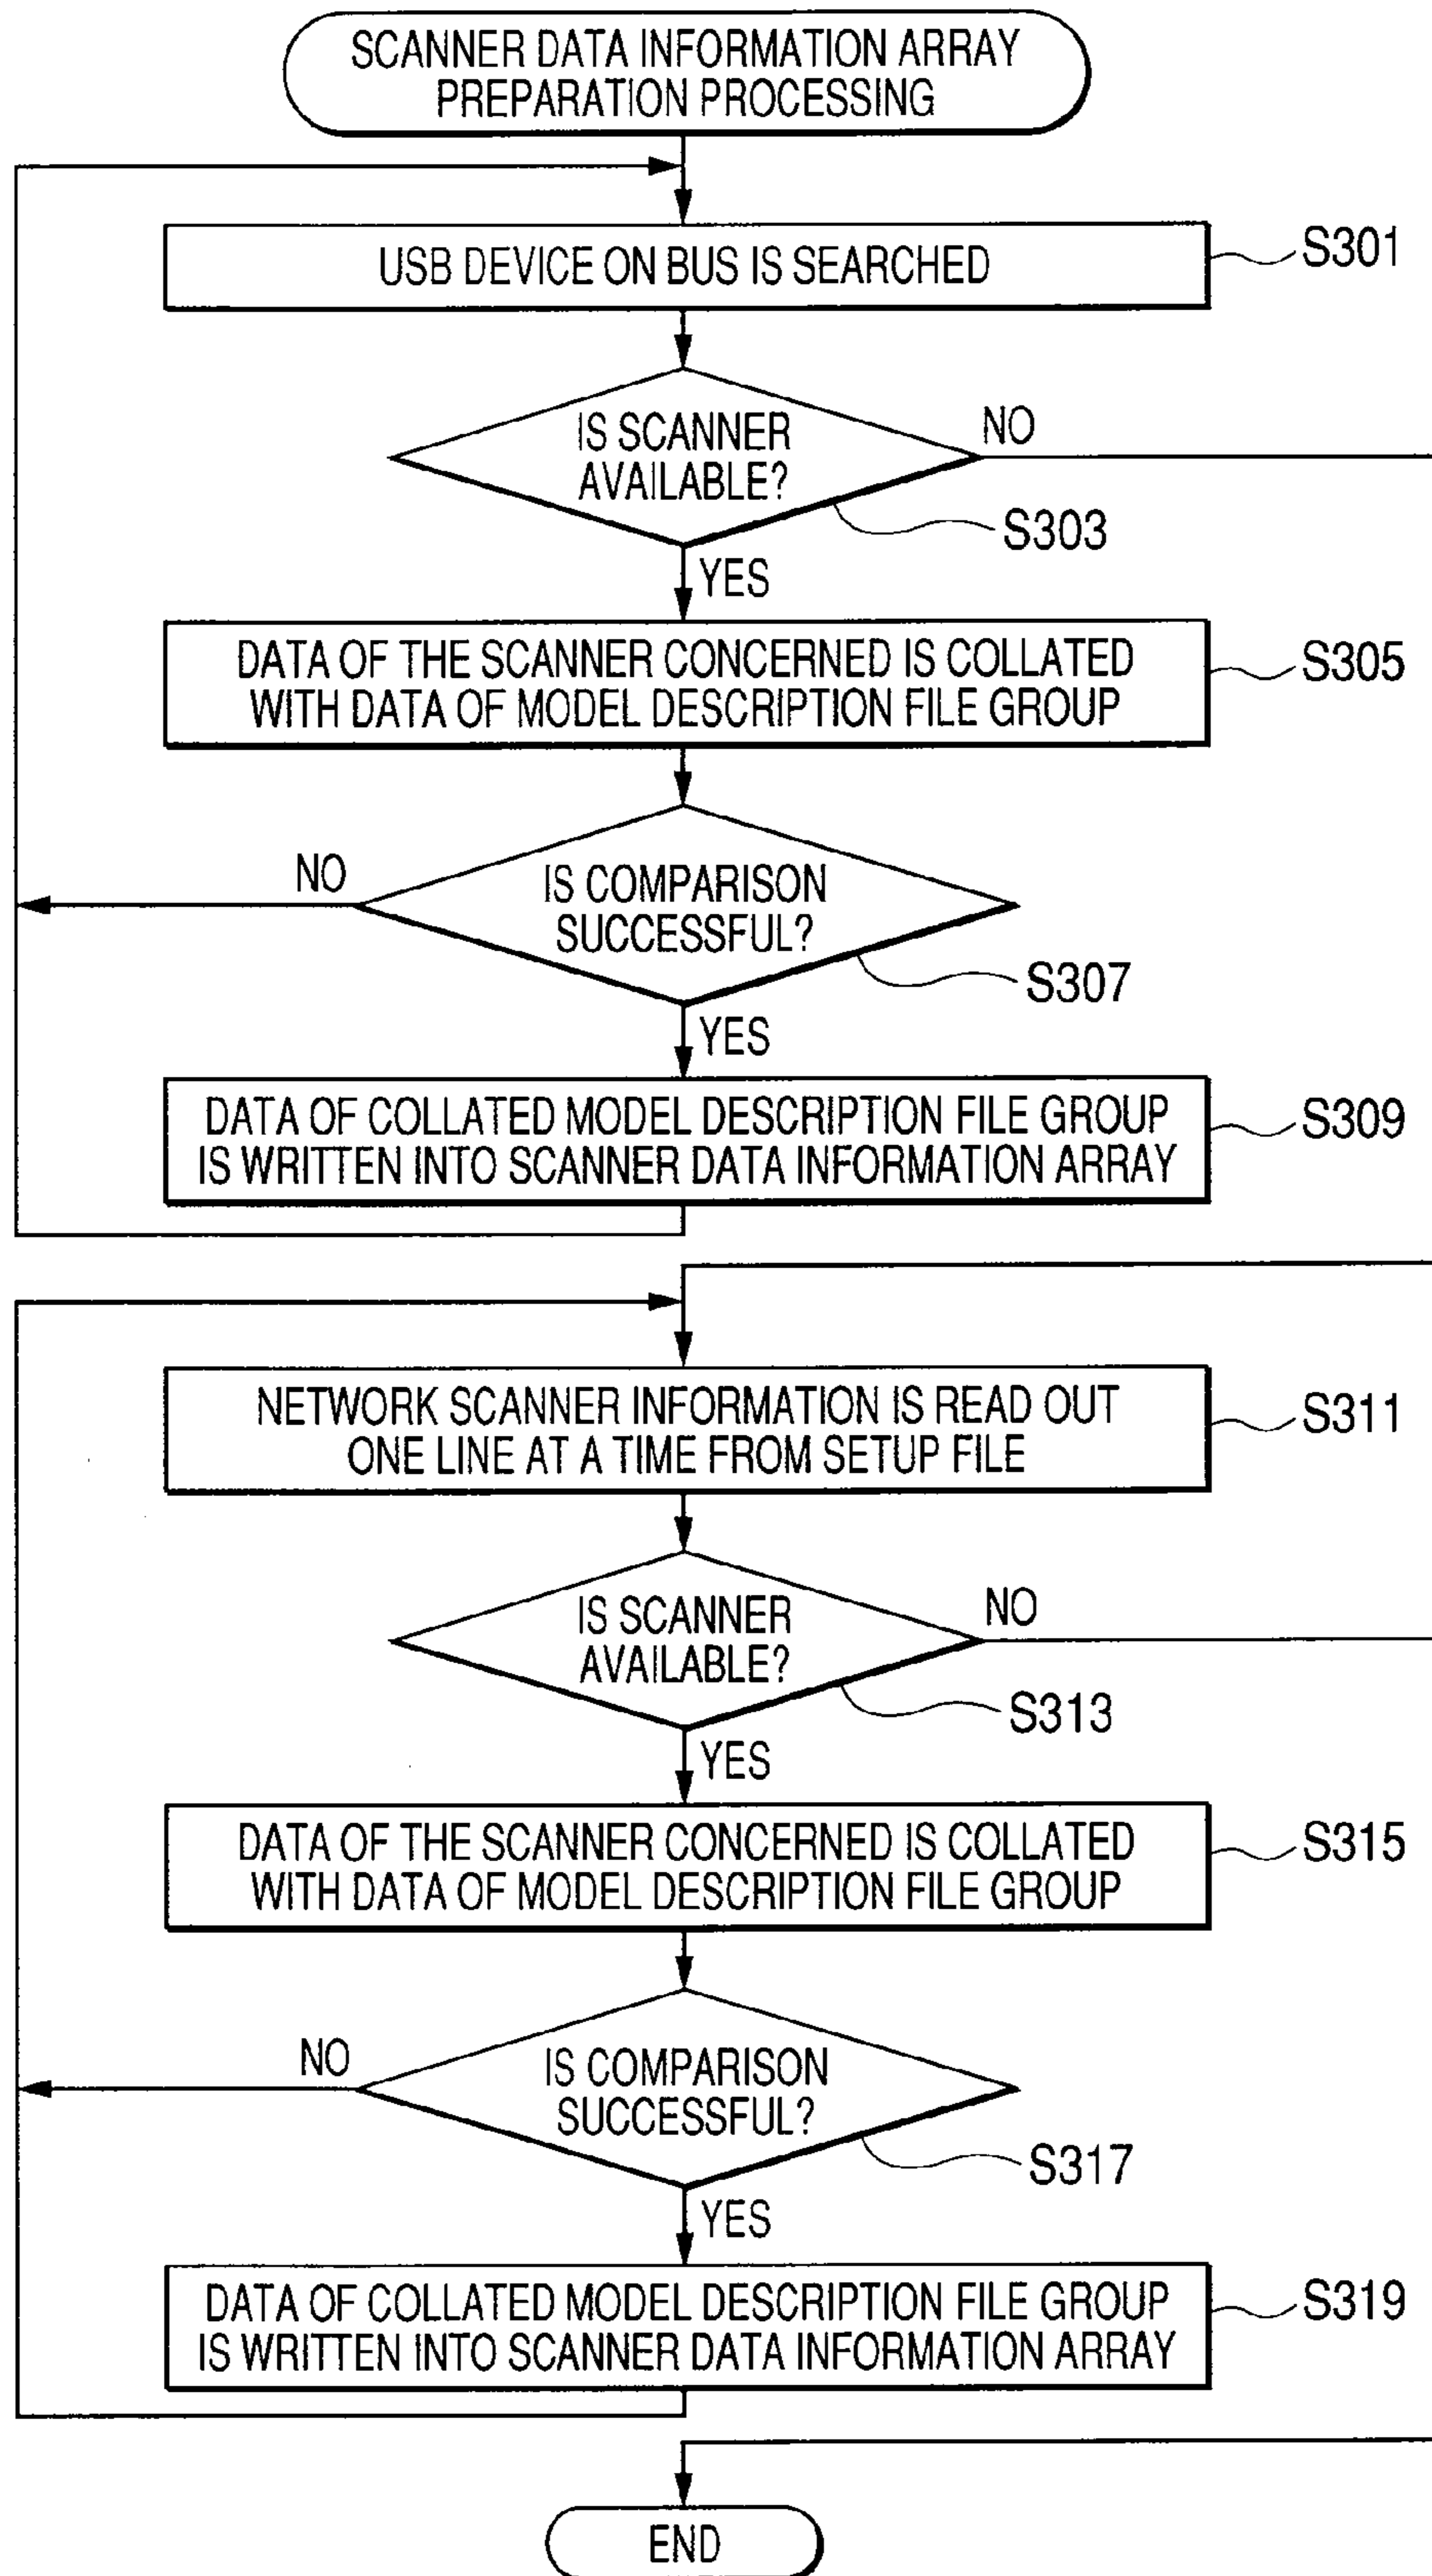 SCANNER DATA INFORMATION ARRAY
PREPARATION PROCESSING
USB DEVICE ON BUS IS SEARCHED
S301
IS SCANNER
AVAILABLE?
NO
S303
YES
DATA OF THE SCANNER CONCERNED IS COLLATED
WITH DATA OF MODEL DESCRIPTION FILE GROUP
S305
NO
IS COMPARISON
SUCCESSFUL?
S307
YES
DATA OF COLLATED MODEL DESCRIPTION FILE GROUP
IS WRITTEN INTO SCANNER DATA INFORMATION ARRAY
S309
NETWORK SCANNER INFORMATION IS READ OUT
ONE LINE AT A TIME FROM SETUP FILE
S311
IS SCANNER
AVAILABLE?
NO
S313
YES
DATA OF THE SCANNER CONCERNED IS COLLATED
WITH DATA OF MODEL DESCRIPTION FILE GROUP
S315
NO
IS COMPARISON
SUCCESSFUL?
S317
YES
DATA OF COLLATED MODEL DESCRIPTION FILE GROUP
IS WRITTEN INTO SCANNER DATA INFORMATION ARRAY
S319
END